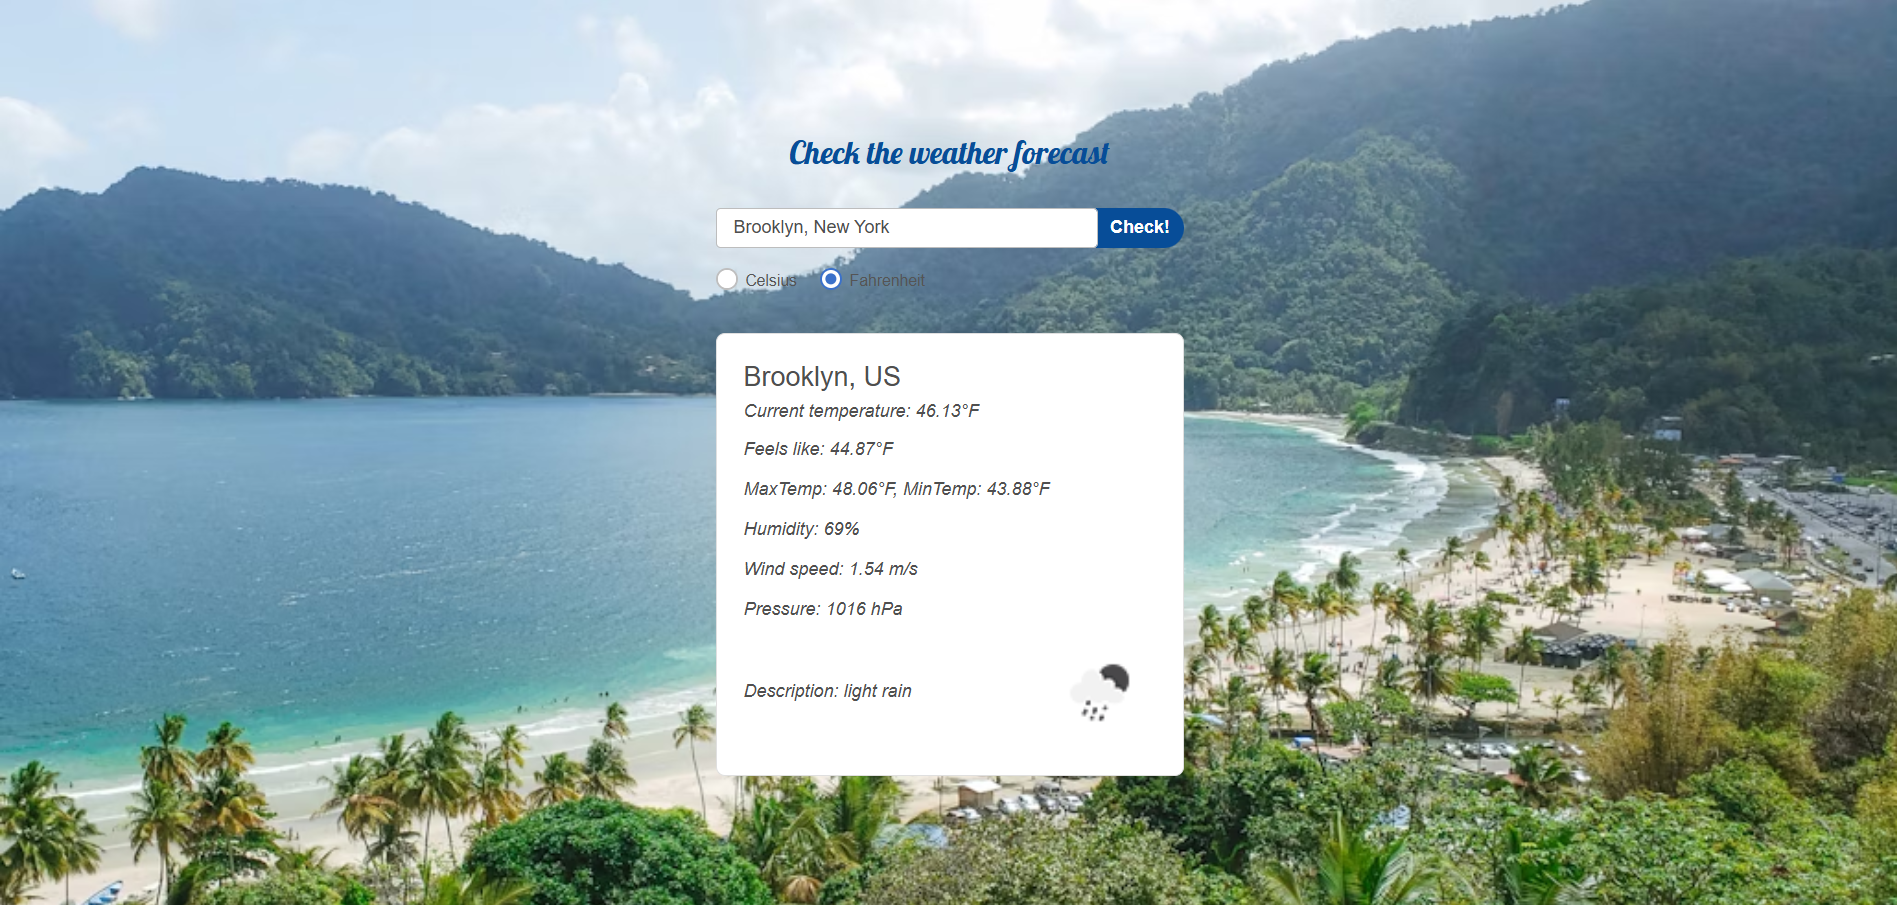 Check the weather forecast
Brooklyn, New York
Check!
Celsius
Fahrenheit
Brooklyn, US
Current temperature: 46.13°F
Feels like: 44.87°F
MaxTemp: 48.06°F, MinTemp: 43.88°F
Humidity: 69%
Wind speed: 1.54 m/s
Pressure: 1016 hPa
Description: light rain